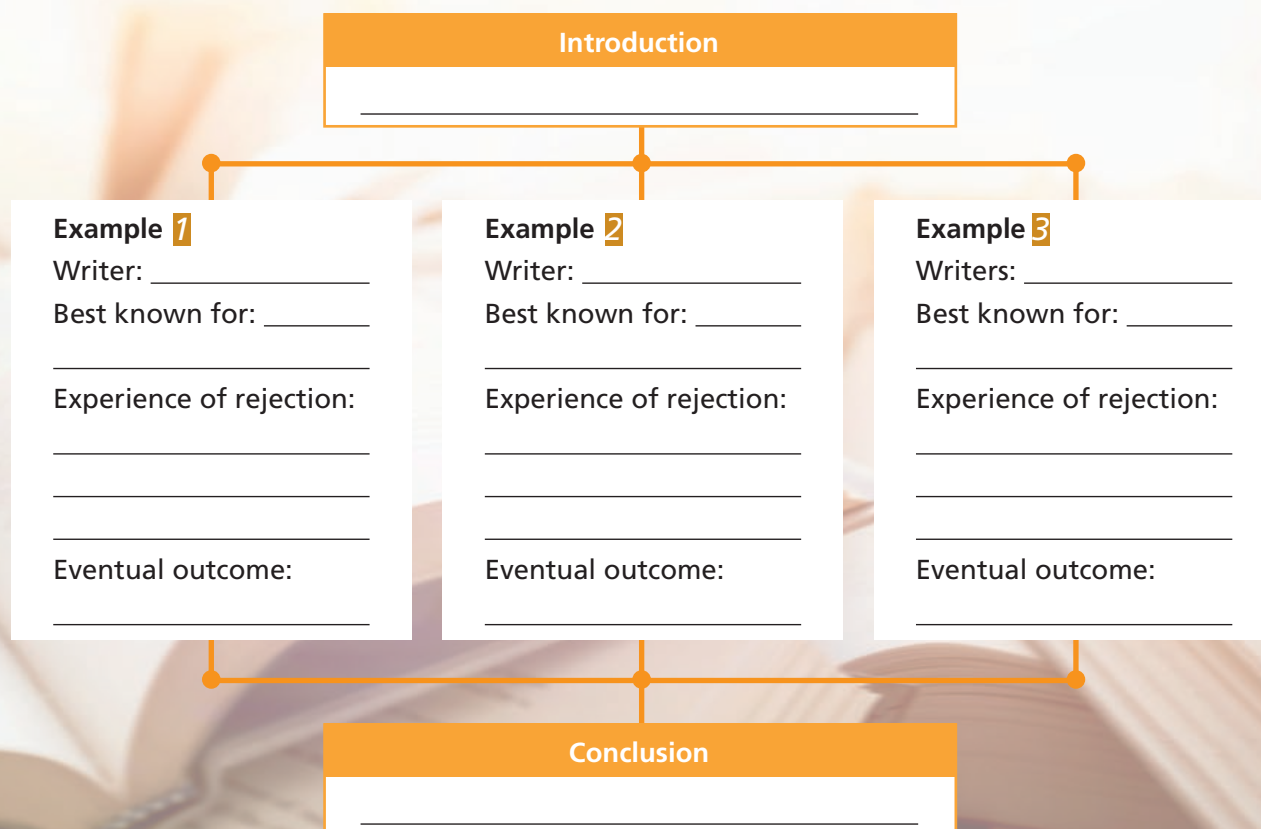 Introduction
Example 1
Writer:
Best known for:
Experience of rejection:
Eventual outcome:
Example 2
Writer:
Best known for:
Experience of rejection:
Eventual outcome:
Example 3
Writers:
Best known for:
Experience of rejection:
Eventual outcome:
Conclusion